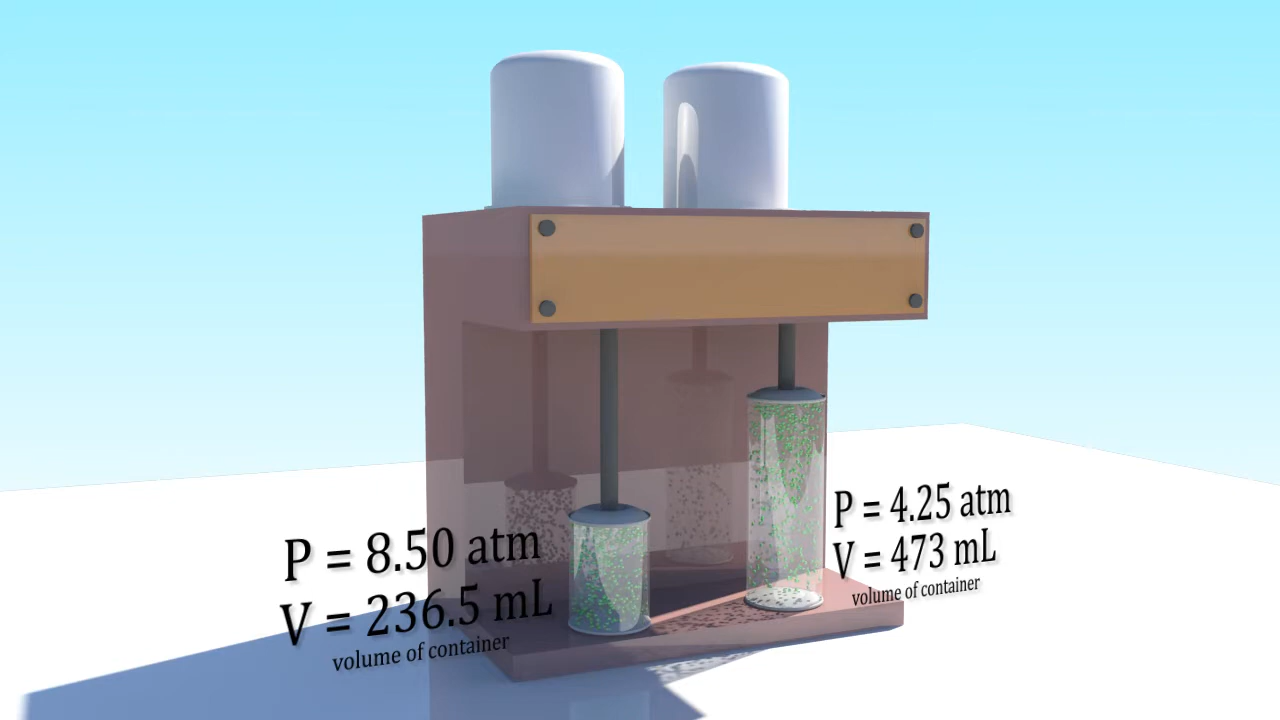 P = 8.50 atm
V = 236.5 mL
volume of container
P = 4.25 atm
V = 473 mL
volume of container